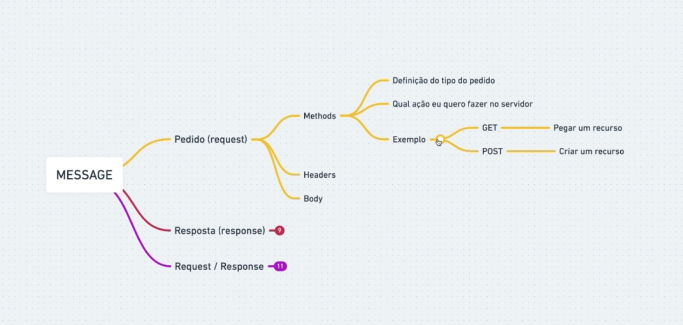 MESSAGE
Pedido (request)
Methods
Definição do tipo do pedido
Qual ação eu quero fazer no servidor
Exemplo
GET
Pegar um recurso
POST
Criar um recurso
Headers
Body
Resposta (response)
9
Request / Response
11